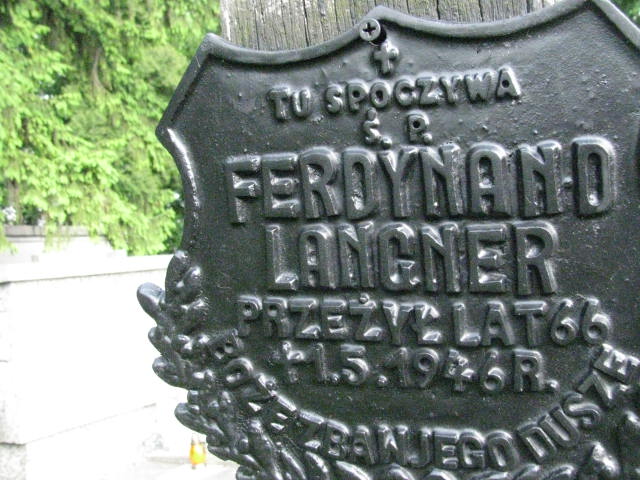 TU SPOCZYWA
Ś. P.
FERDYNAND
LANGNER
PRZEŻYŁ LAT 66
† 1.5.1946 R.
BOŻE ZBAW JEGO DUSZĘ